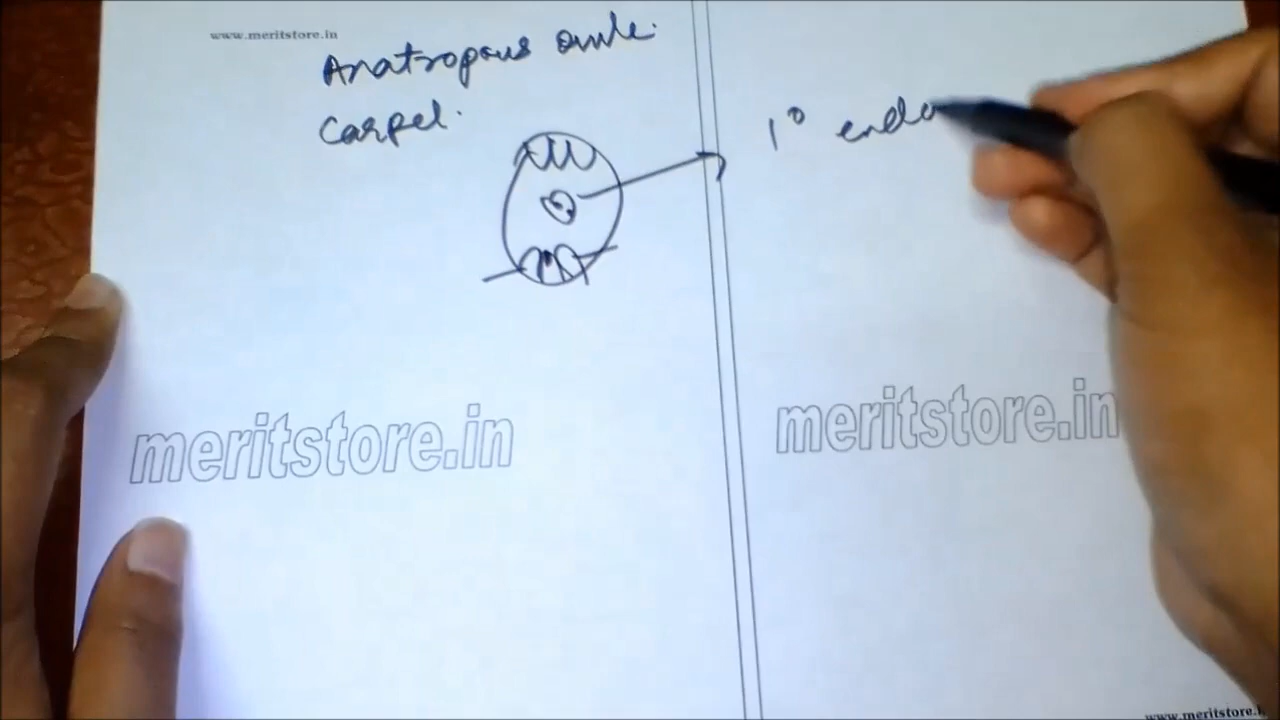 www.meritstore.in
Anatropous ovule.
Carpel.
1° endo
meritstore.in
meritstore.in
www.meritstore.i